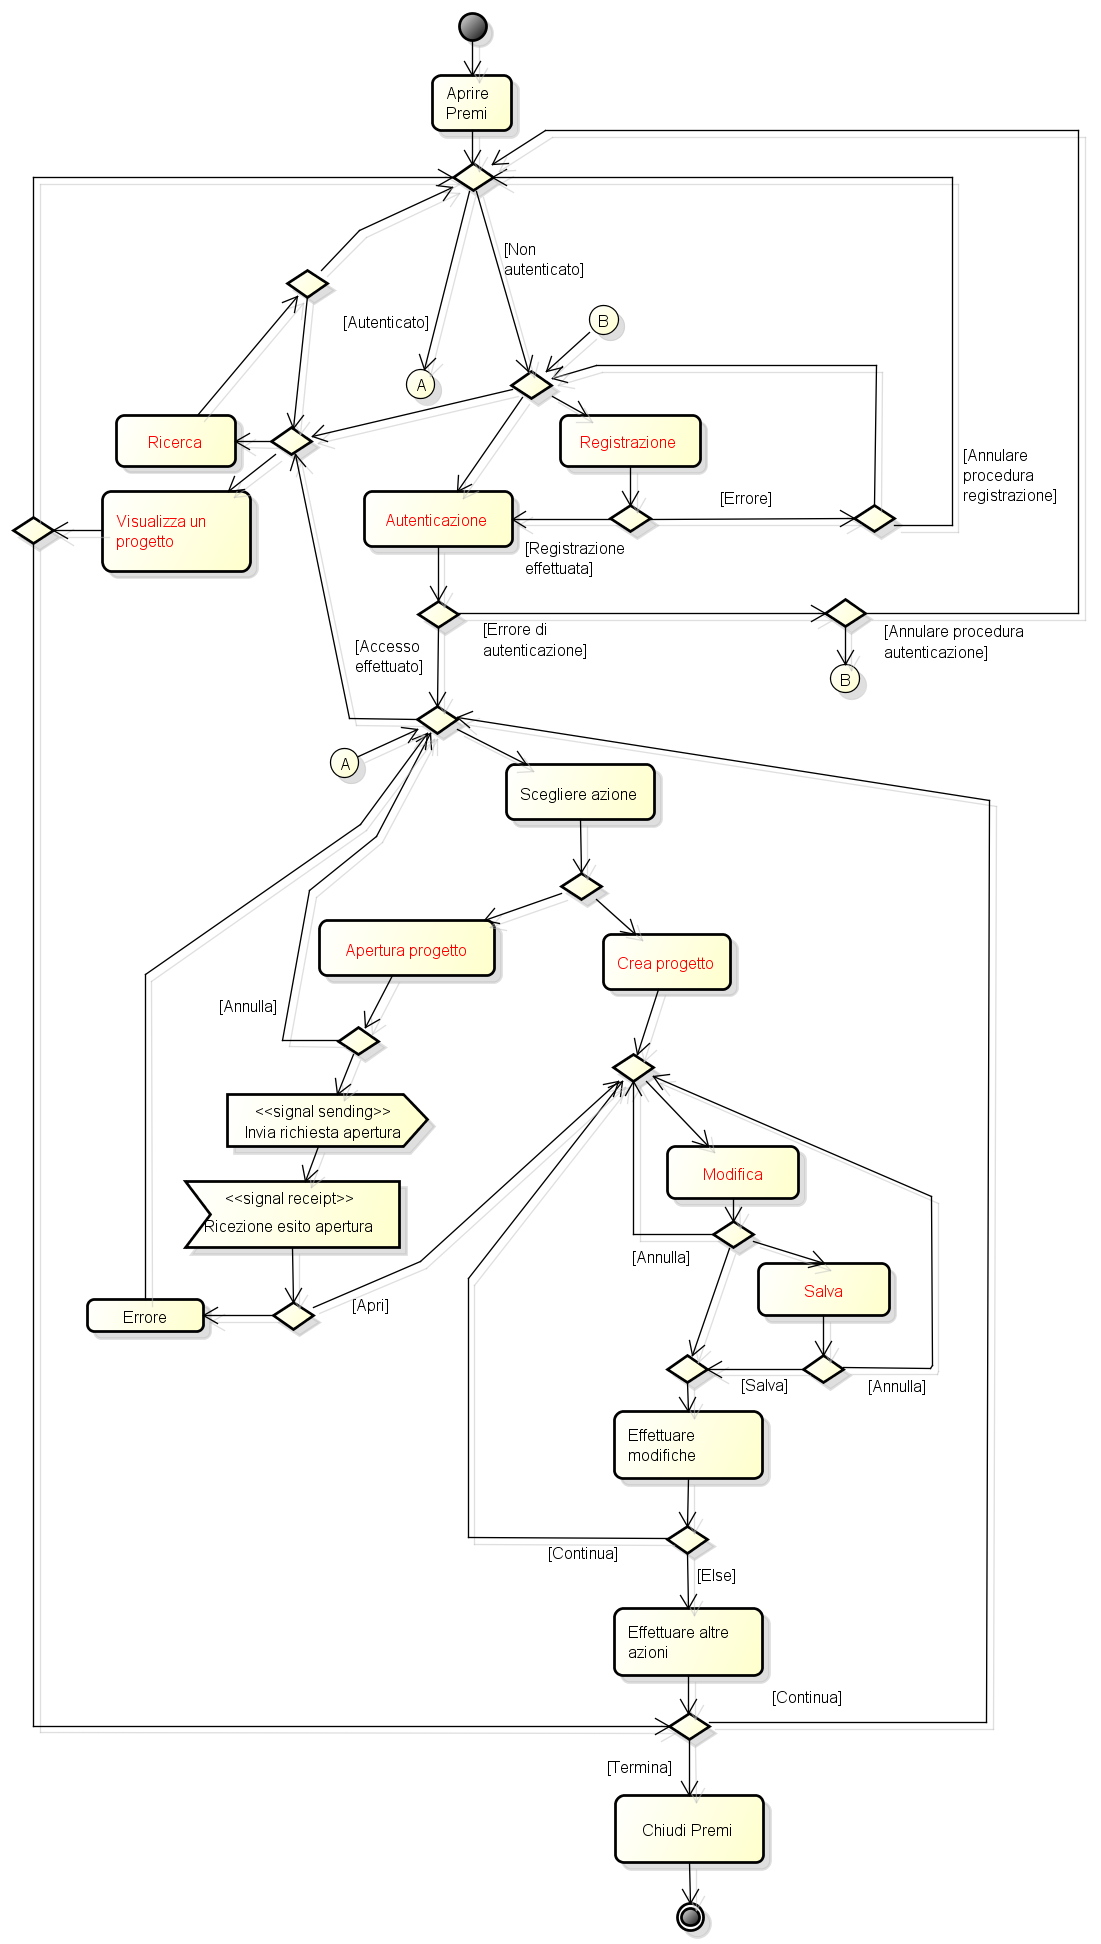 Aprire
Premi
[Non
autenticato]
[Autenticato]
B
A
Ricerca
Registrazione
[Annulare
procedura
registrazione]
Visualizza un
progetto
Autenticazione
[Errore]
[Registrazione
effettuata]
[Accesso
effettuato]
[Errore di
autenticazione]
[Annulare procedura
autenticazione]
B
A
Scegliere azione
Apertura progetto
Crea progetto
[Annulla]
<<signal sending>>
Invia richiesta apertura
<<signal receipt>>
Ricezione esito apertura
Modifica
[Annulla]
Salva
Errore
[Apri]
[Salva]
[Annulla]
Effettuare
modifiche
[Continua]
[Else]
Effettuare altre
azioni
[Continua]
[Termina]
Chiudi Premi